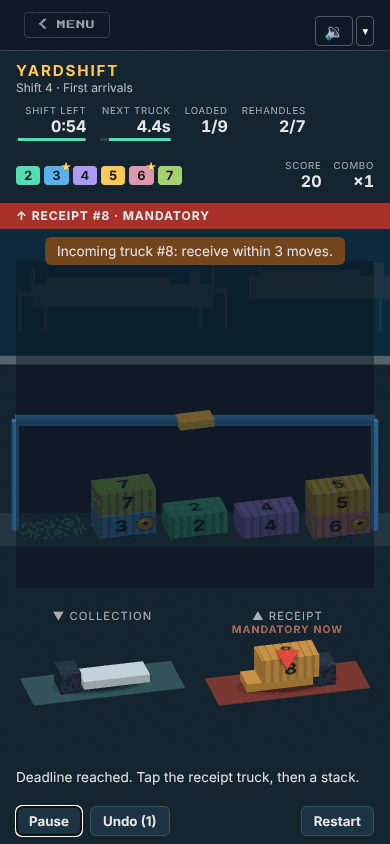 MENU
YARDSHIFT
Shift 4 · First arrivals
SHIFT LEFT NEXT TRUCK LOADED REHANDLES
0:54 4.4s 1/9 2/7
SCORE COMBO
2 3 4 5 6 7 20 ×1
↑ RECEIPT #8 · MANDATORY
Incoming truck #8: receive within 3 moves.
7 5
7 2 4 5
3 2 4 6
▼ COLLECTION ▲ RECEIPT
MANDATORY NOW
8
Deadline reached. Tap the receipt truck, then a stack.
Pause Undo (1) Restart